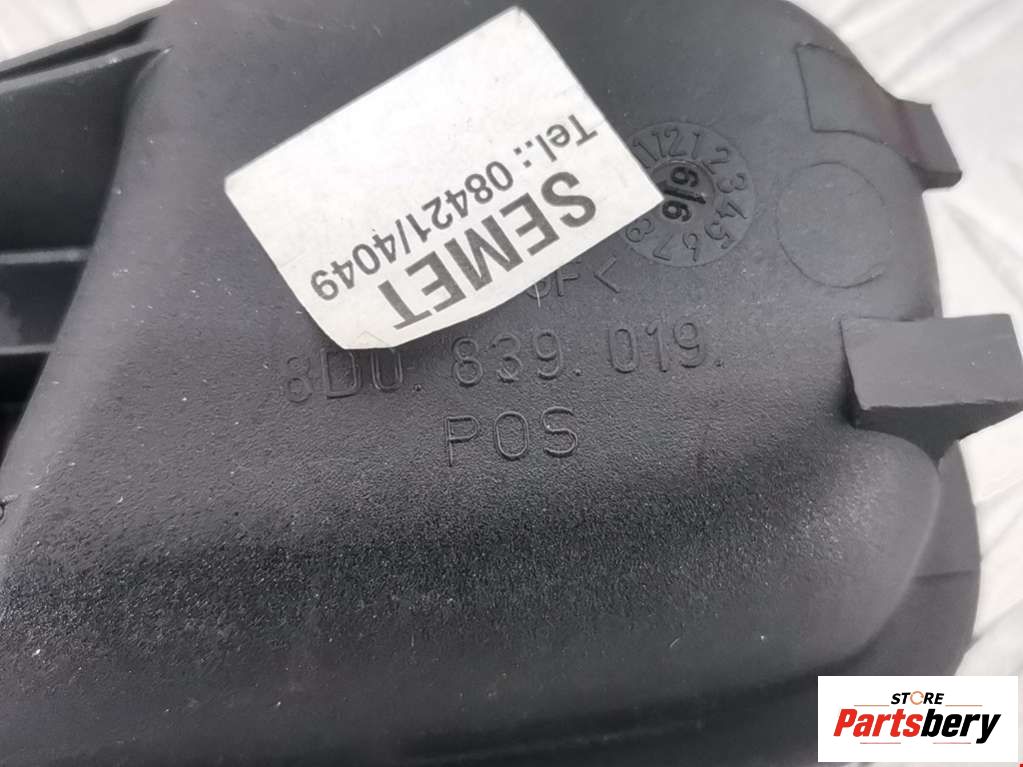 SEMET
Tel.: 08421/4049
8D0. 839. 019.
POS
STORE
Partsbery